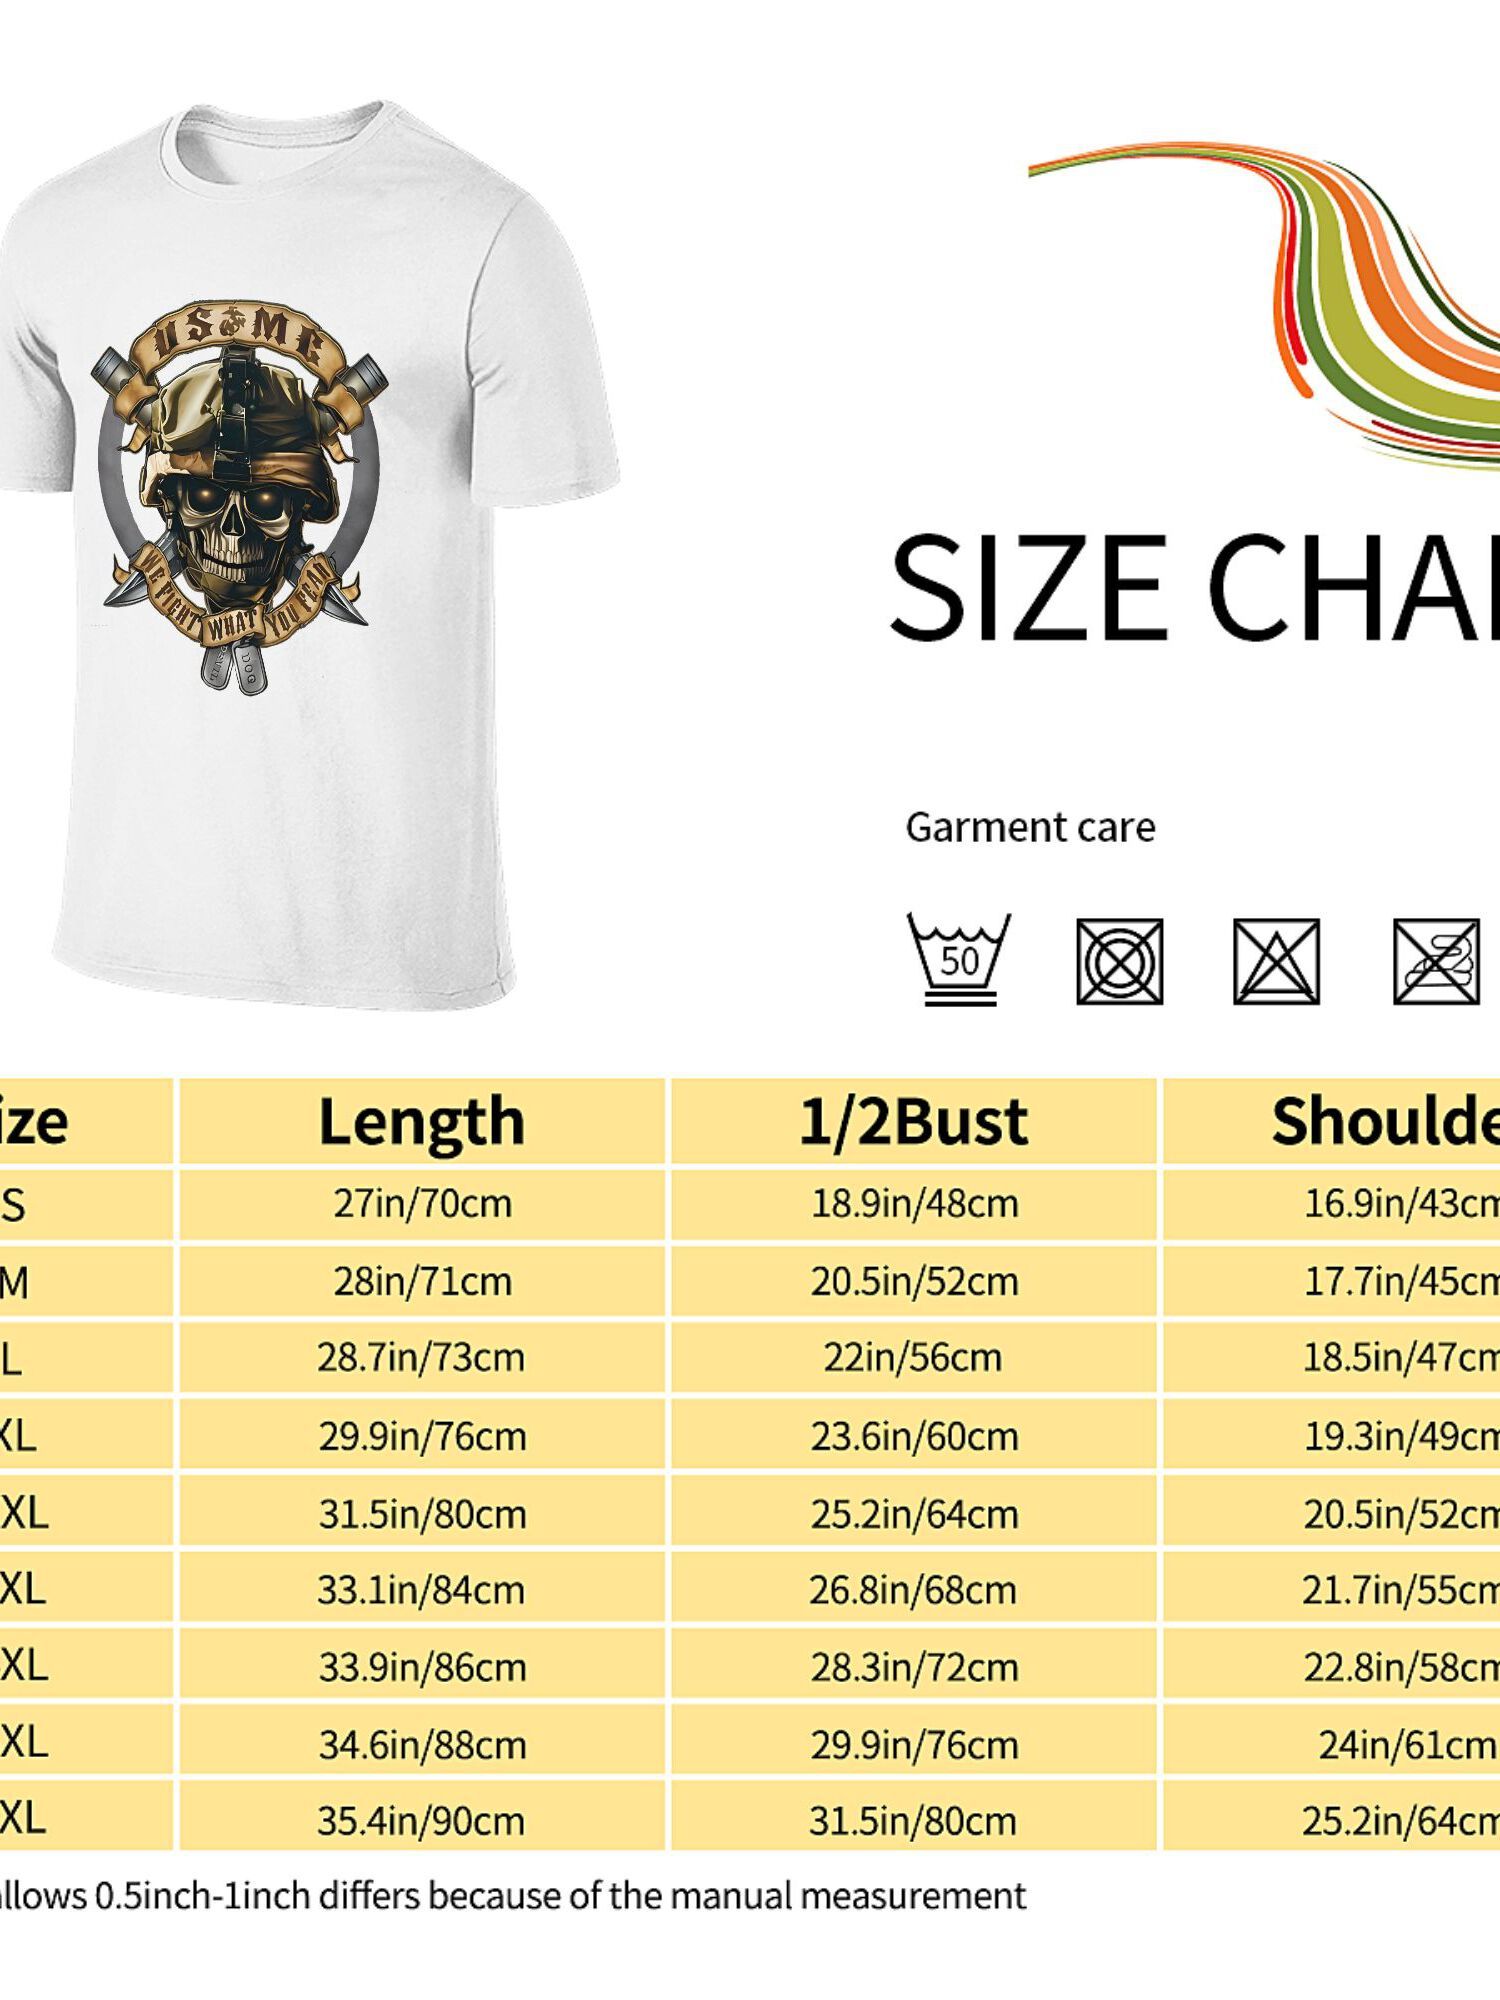 US MC
WE FIGHT WHAT YOU FEAR
DEVIL DOG
SIZE CHA
Garment care
50
ize Length 1/2Bust Shoulde
S 27in/70cm 18.9in/48cm 16.9in/43cm
M 28in/71cm 20.5in/52cm 17.7in/45cm
L 28.7in/73cm 22in/56cm 18.5in/47cm
XL 29.9in/76cm 23.6in/60cm 19.3in/49cm
XL 31.5in/80cm 25.2in/64cm 20.5in/52cm
XL 33.1in/84cm 26.8in/68cm 21.7in/55cm
XL 33.9in/86cm 28.3in/72cm 22.8in/58cm
XL 34.6in/88cm 29.9in/76cm 24in/61cm
XL 35.4in/90cm 31.5in/80cm 25.2in/64cm
llows 0.5inch-1inch differs because of the manual measurement